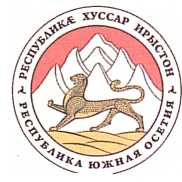 РЕСПУБЛИКӔ ХУССАР ИРЫСТОН
РЕСПУБЛИКА ЮЖНАЯ ОСЕТИЯ